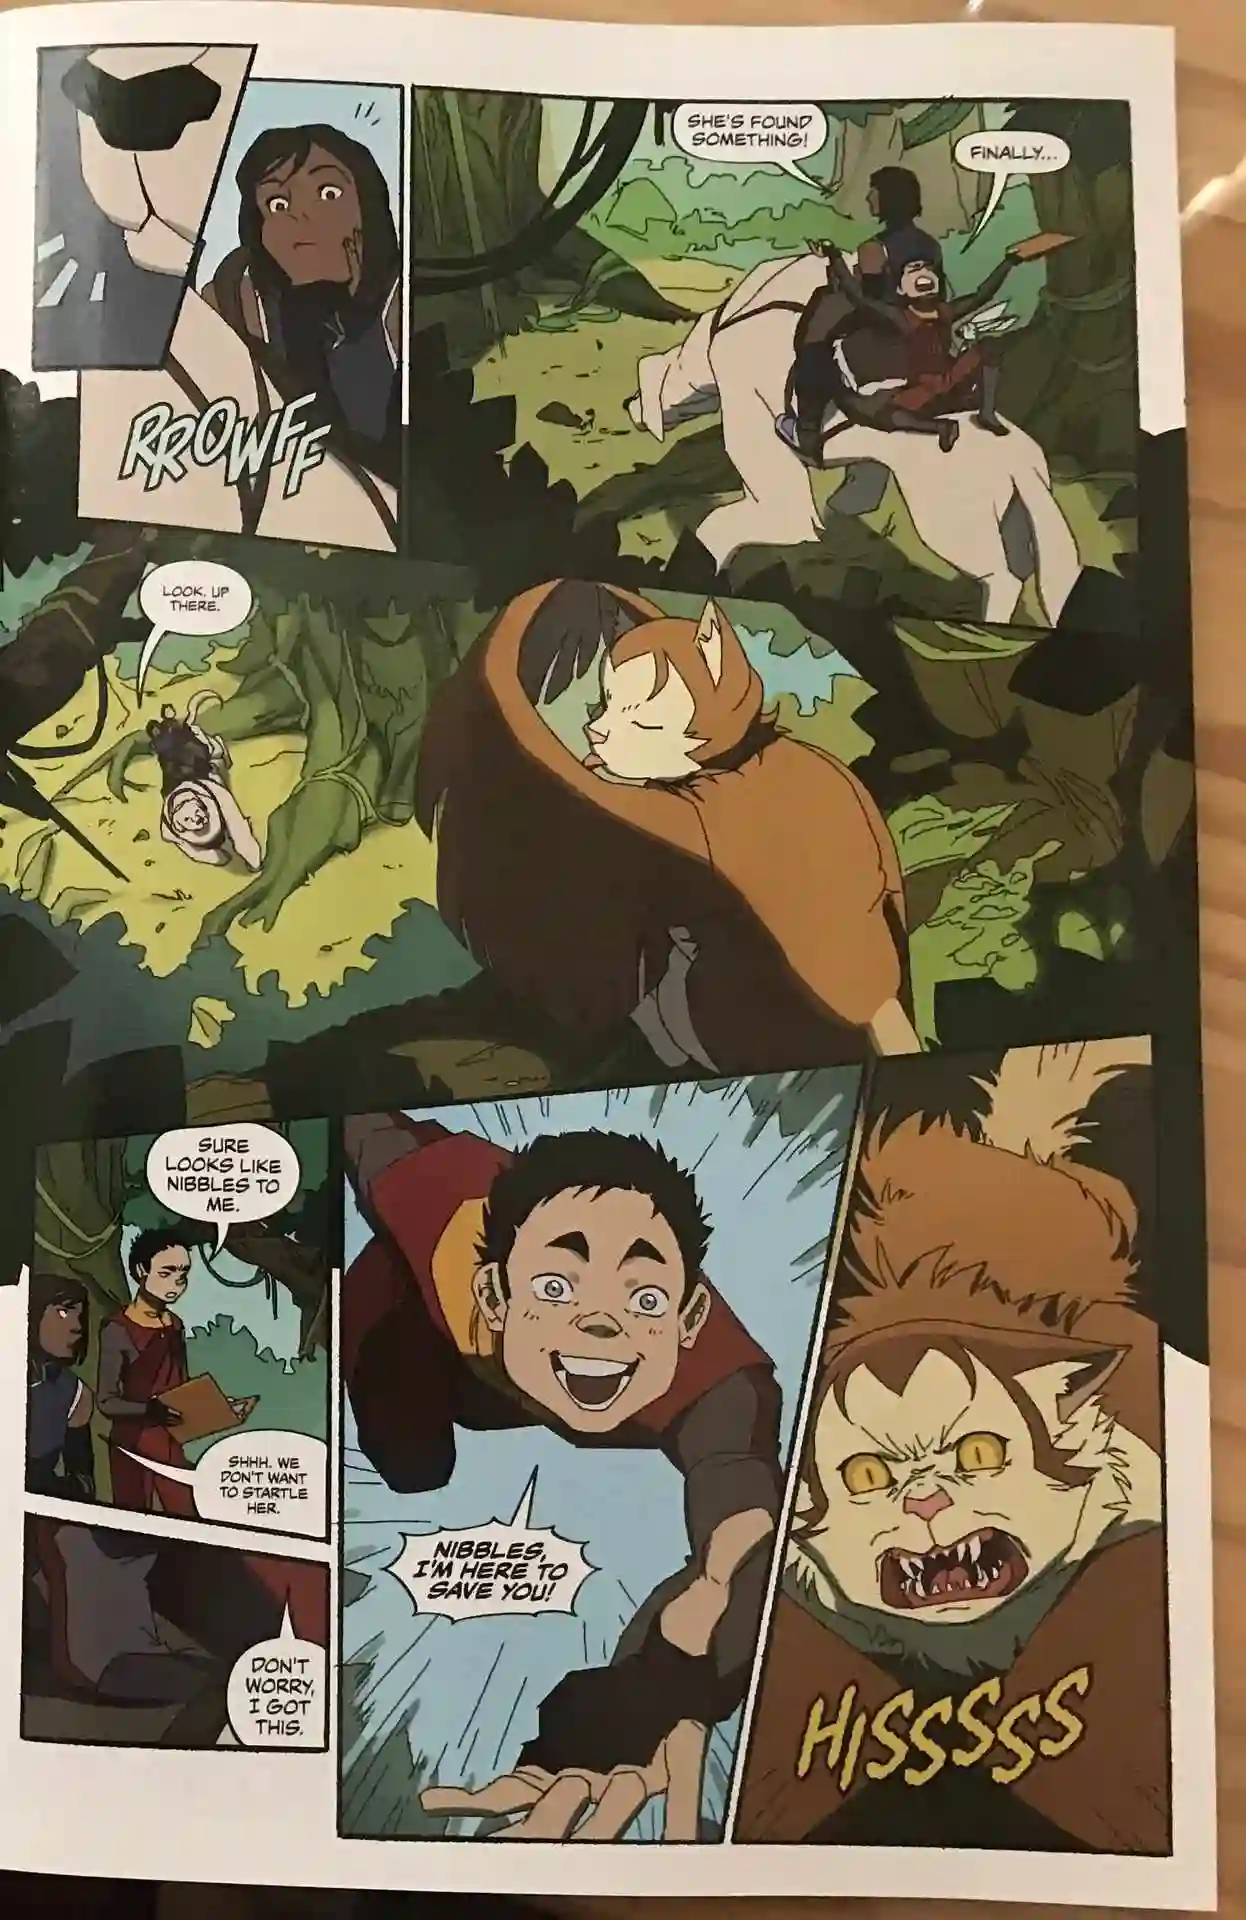 RROWFF
SHE'S FOUND
SOMETHING!
FINALLY...
LOOK. UP
THERE.
SURE
LOOKS LIKE
NIBBLES TO
ME.
SHHH. WE
DON'T WANT
TO STARTLE
HER.
DON'T
WORRY,
I GOT
THIS.
NIBBLES,
I'M HERE TO
SAVE YOU!
HISSSSS